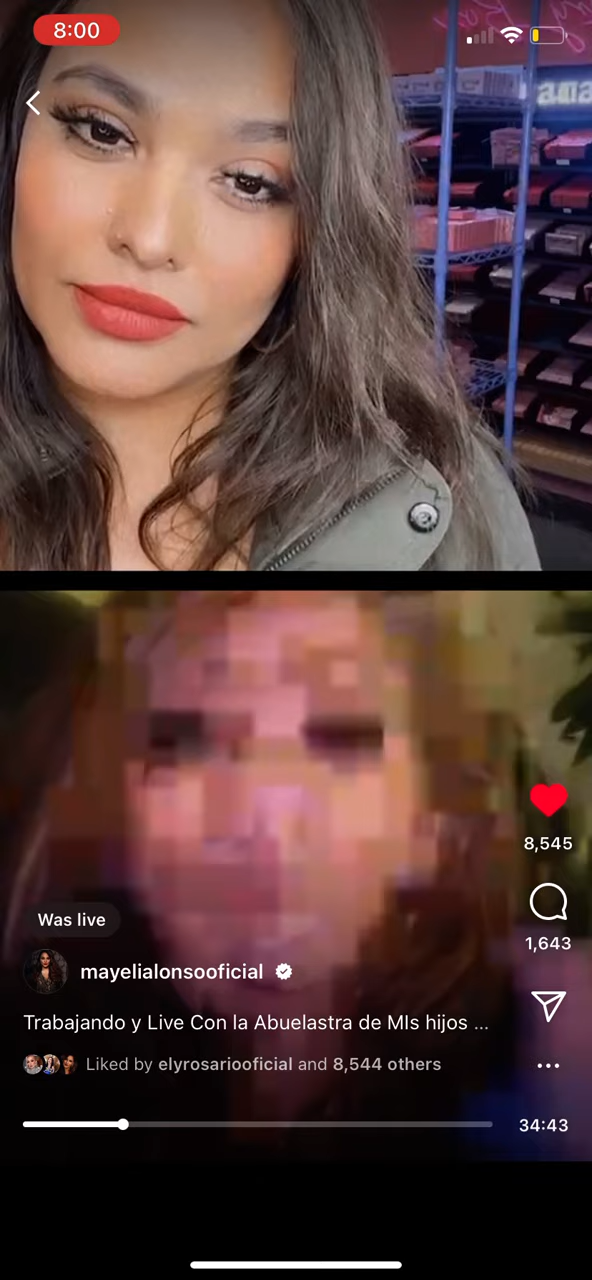 8:00
Was live
mayelialonsooficial
Trabajando y Live Con la Abuelastra de MIs hijos ...
Liked by elyrosariooficial and 8,544 others
8,545
1,643
34:43